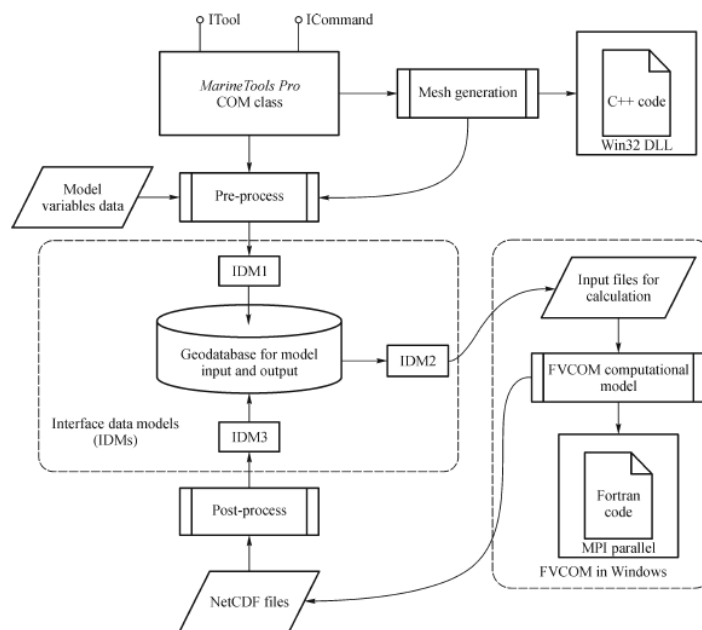 ITool
ICommand
MarineTools Pro
COM class
Mesh generation
C++ code
Win32 DLL
Model
variables data
Pre-process
IDM1
Input files for
calculation
Geodatabase for model
input and output
IDM2
FVCOM computational
model
Interface data models
(IDMs)
IDM3
Fortran
code
MPI parallel
Post-process
FVCOM in Windows
NetCDF files